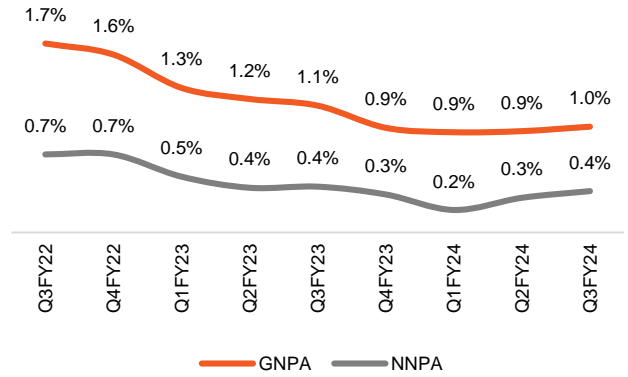 1.7%
1.6%
1.3%
1.2%
1.1%
0.9%
0.9%
0.9%
1.0%
0.7%
0.7%
0.5%
0.4%
0.4%
0.3%
0.2%
0.3%
0.4%
Q3FY22
Q4FY22
Q1FY23
Q2FY23
Q3FY23
Q4FY23
Q1FY24
Q2FY24
Q3FY24
GNPA
NNPA